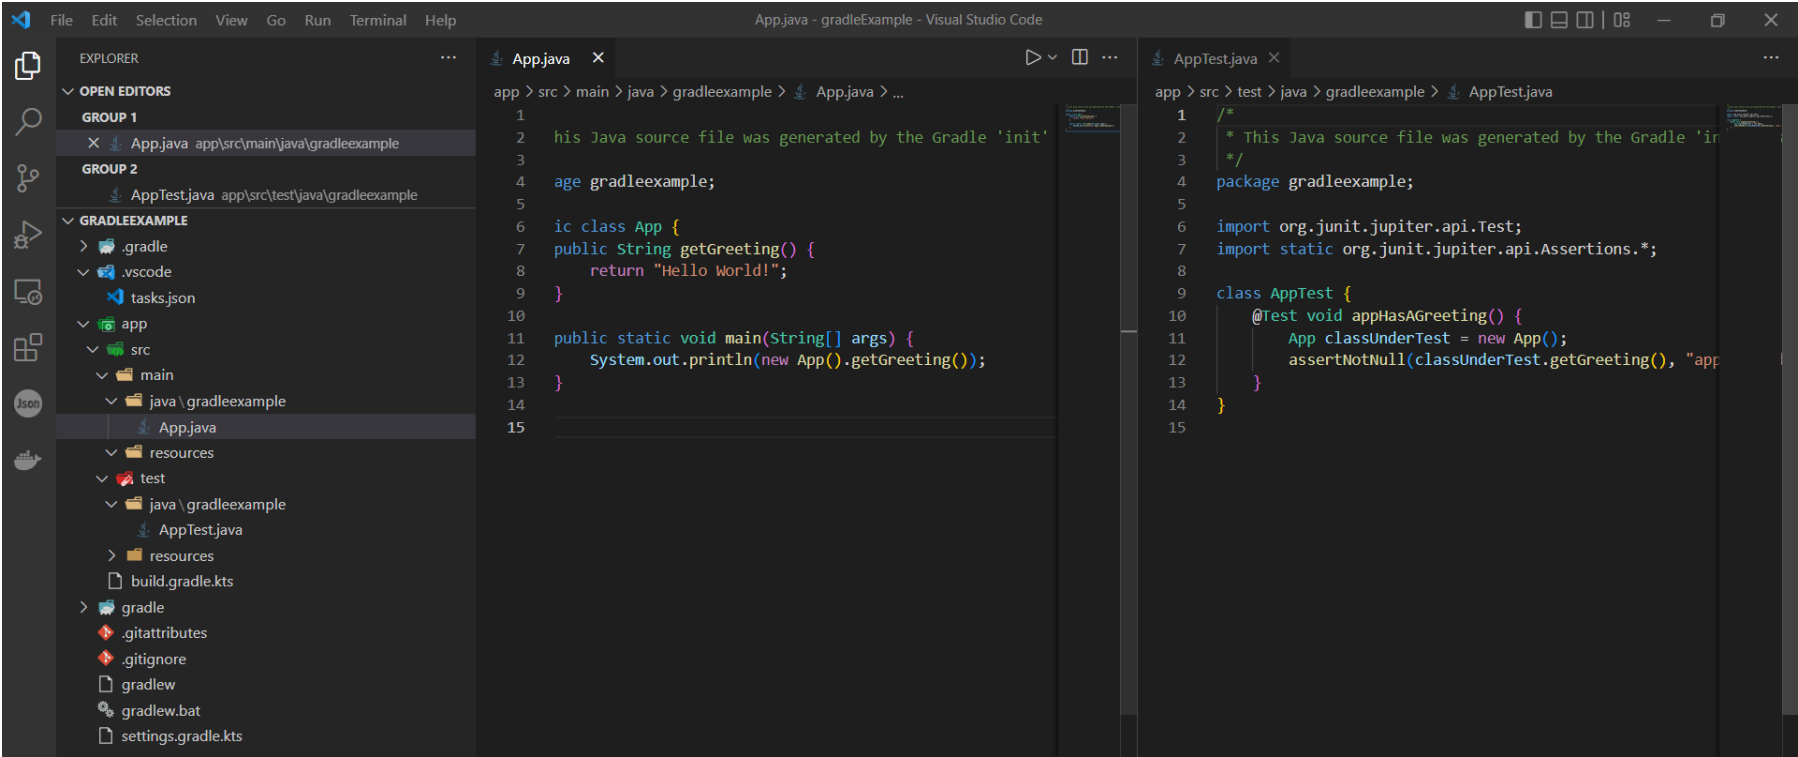 File Edit Selection View Go Run Terminal Help
App.java - gradleExample - Visual Studio Code
EXPLORER
OPEN EDITORS
GROUP 1
App.java app\src\main\java\gradleexample
GROUP 2
AppTest.java app\src\test\java\gradleexample
GRADLEEXAMPLE
.gradle
.vscode
tasks.json
app
src
main
java\gradleexample
App.java
resources
test
java\gradleexample
AppTest.java
resources
build.gradle.kts
gradle
.gitattributes
.gitignore
gradlew
gradlew.bat
settings.gradle.kts
Json
App.java
app > src > main > java > gradleexample > App.java > ...
1
2 his Java source file was generated by the Gradle 'init'
3
4 age gradleexample;
5
6 ic class App {
7 public String getGreeting() {
8 return "Hello World!";
9 }
10
11 public static void main(String[] args) {
12 System.out.println(new App().getGreeting());
13 }
14
15
AppTest.java
app > src > test > java > gradleexample > AppTest.java
1 /*
2 * This Java source file was generated by the Gradle 'in
3 */
4 package gradleexample;
5
6 import org.junit.jupiter.api.Test;
7 import static org.junit.jupiter.api.Assertions.*;
8
9 class AppTest {
10 @Test void appHasAGreeting() {
11 App classUnderTest = new App();
12 assertNotNull(classUnderTest.getGreeting(), "app
13 }
14 }
15